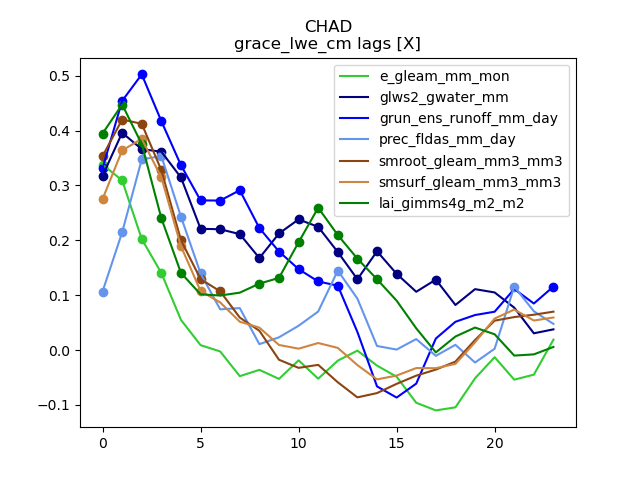 CHAD
grace_lwe_cm lags [X]
e_gleam_mm_mon
glws2_gwater_mm
grun_ens_runoff_mm_day
prec_fldas_mm_day
smroot_gleam_mm3_mm3
smsurf_gleam_mm3_mm3
lai_gimms4g_m2_m2
0.5
0.4
0.3
0.2
0.1
0.0
−0.1
0 5 10 15 20